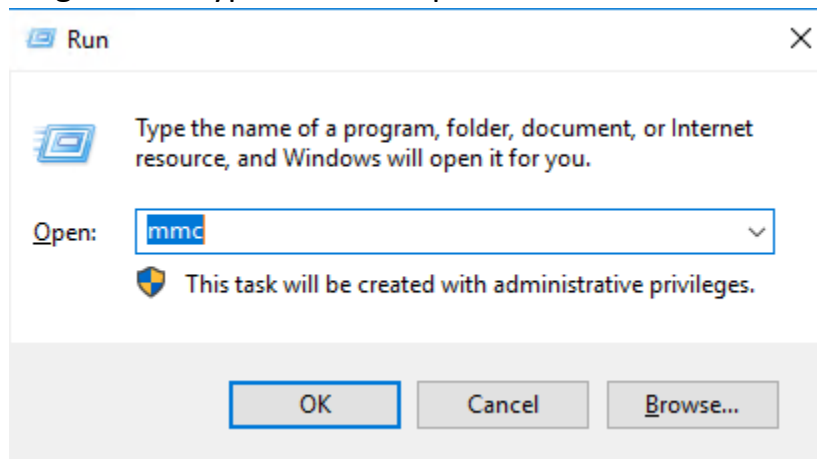 Run
Type the name of a program, folder, document, or Internet
resource, and Windows will open it for you.
Open:
mmc
This task will be created with administrative privileges.
OK
Cancel
Browse...